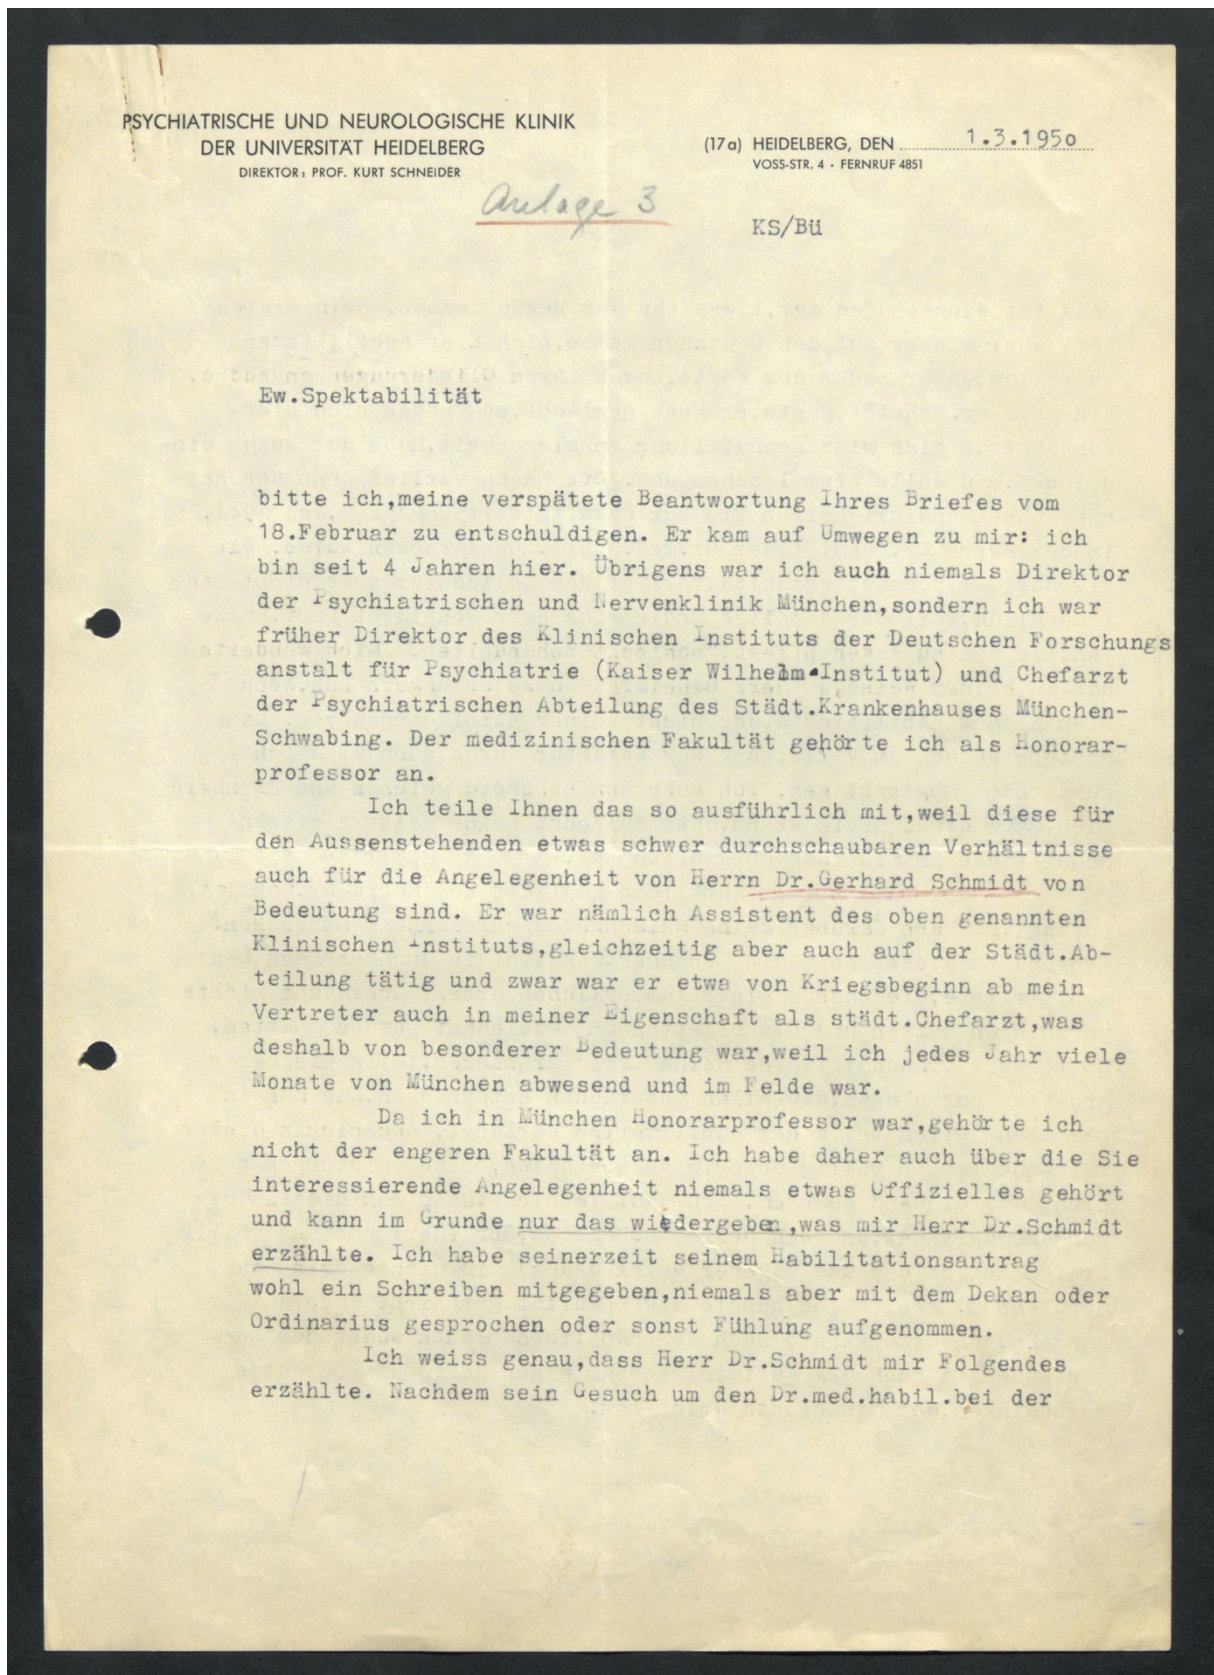 PSYCHIATRISCHE UND NEUROLOGISCHE KLINIK
DER UNIVERSITÄT HEIDELBERG
DIREKTOR: PROF. KURT SCHNEIDER
(17a) HEIDELBERG, DEN 1.3.1950
VOSS-STR. 4 · FERNRUF 4851
Anlage 3
KS/Bü
Ew.Spektabilität
bitte ich,meine verspätete Beantwortung Ihres Briefes vom
18.Februar zu entschuldigen. Er kam auf Umwegen zu mir: ich
bin seit 4 Jahren hier. Übrigens war ich auch niemals Direktor
der Psychiatrischen und Nervenklinik München,sondern ich war
früher Direktor des Klinischen Instituts der Deutschen Forschungs
anstalt für Psychiatrie (Kaiser Wilhelm-Institut) und Chefarzt
der Psychiatrischen Abteilung des Städt.Krankenhauses München-
Schwabing. Der medizinischen Fakultät gehörte ich als Honorar-
professor an.
Ich teile Ihnen das so ausführlich mit,weil diese für
den Aussenstehenden etwas schwer durchschaubaren Verhältnisse
auch für die Angelegenheit von Herrn Dr.Gerhard Schmidt von
Bedeutung sind. Er war nämlich Assistent des oben genannten
Klinischen Instituts,gleichzeitig aber auch auf der Städt.Ab-
teilung tätig und zwar war er etwa von Kriegsbeginn ab mein
Vertreter auch in meiner Eigenschaft als städt.Chefarzt,was
deshalb von besonderer Bedeutung war,weil ich jedes Jahr viele
Monate von München abwesend und im Felde war.
Da ich in München Honorarprofessor war,gehörte ich
nicht der engeren Fakultät an. Ich habe daher auch über die Sie
interessierende Angelegenheit niemals etwas Offizielles gehört
und kann im Grunde nur das wiedergeben,was mir Herr Dr.Schmidt
erzählte. Ich habe seinerzeit seinem Habilitationsantrag
wohl ein Schreiben mitgegeben,niemals aber mit dem Dekan oder
Ordinarius gesprochen oder sonst Fühlung aufgenommen.
Ich weiss genau,dass Herr Dr.Schmidt mir Folgendes
erzählte. Nachdem sein Gesuch um den Dr.med.habil.bei der